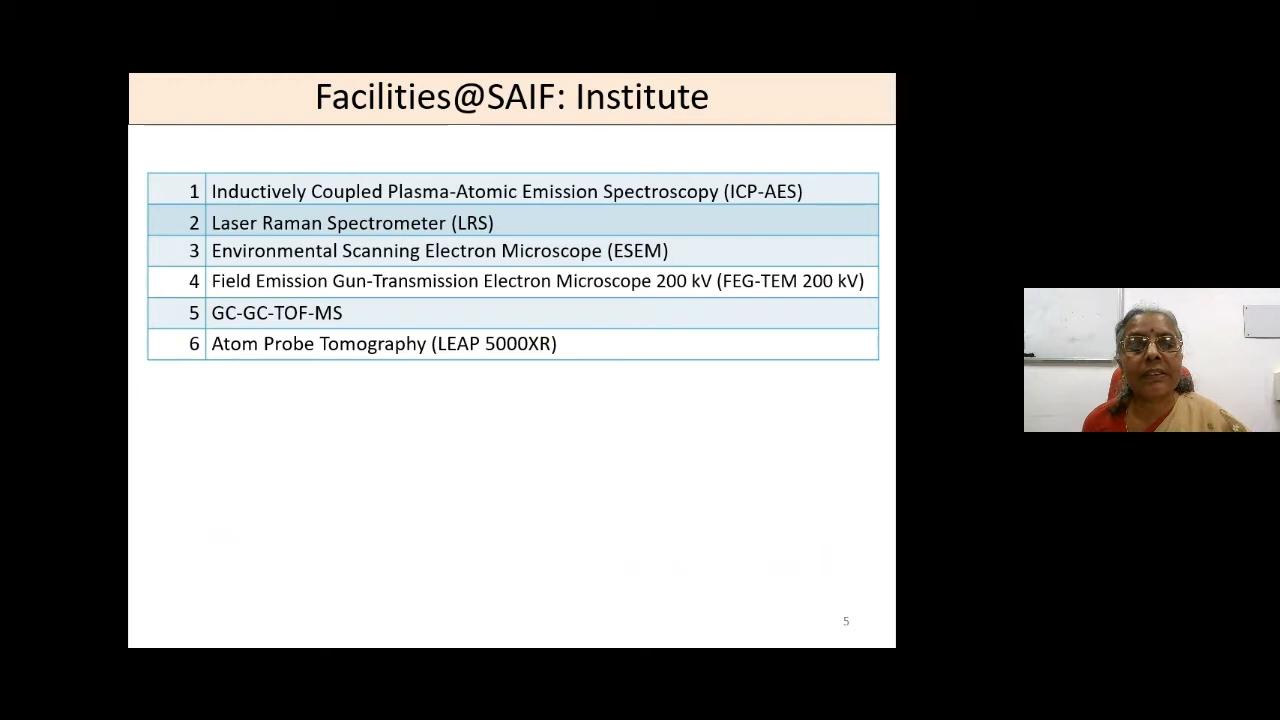 Facilities@SAIF: Institute
1 Inductively Coupled Plasma-Atomic Emission Spectroscopy (ICP-AES)
2 Laser Raman Spectrometer (LRS)
3 Environmental Scanning Electron Microscope (ESEM)
4 Field Emission Gun-Transmission Electron Microscope 200 kV (FEG-TEM 200 kV)
5 GC-GC-TOF-MS
6 Atom Probe Tomography (LEAP 5000XR)
5